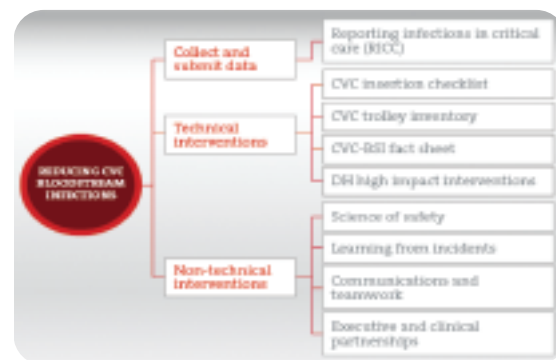 REDUCING CVC
BLOODSTREAM
INFECTIONS
Collect and
submit data
Reporting infections in critical
care (RICC)
Technical
interventions
CVC insertion checklist
CVC trolley inventory
CVC-BSI fact sheet
DH high impact interventions
Non-technical
interventions
Science of safety
Learning from incidents
Communications and
teamwork
Executive and clinical
partnerships